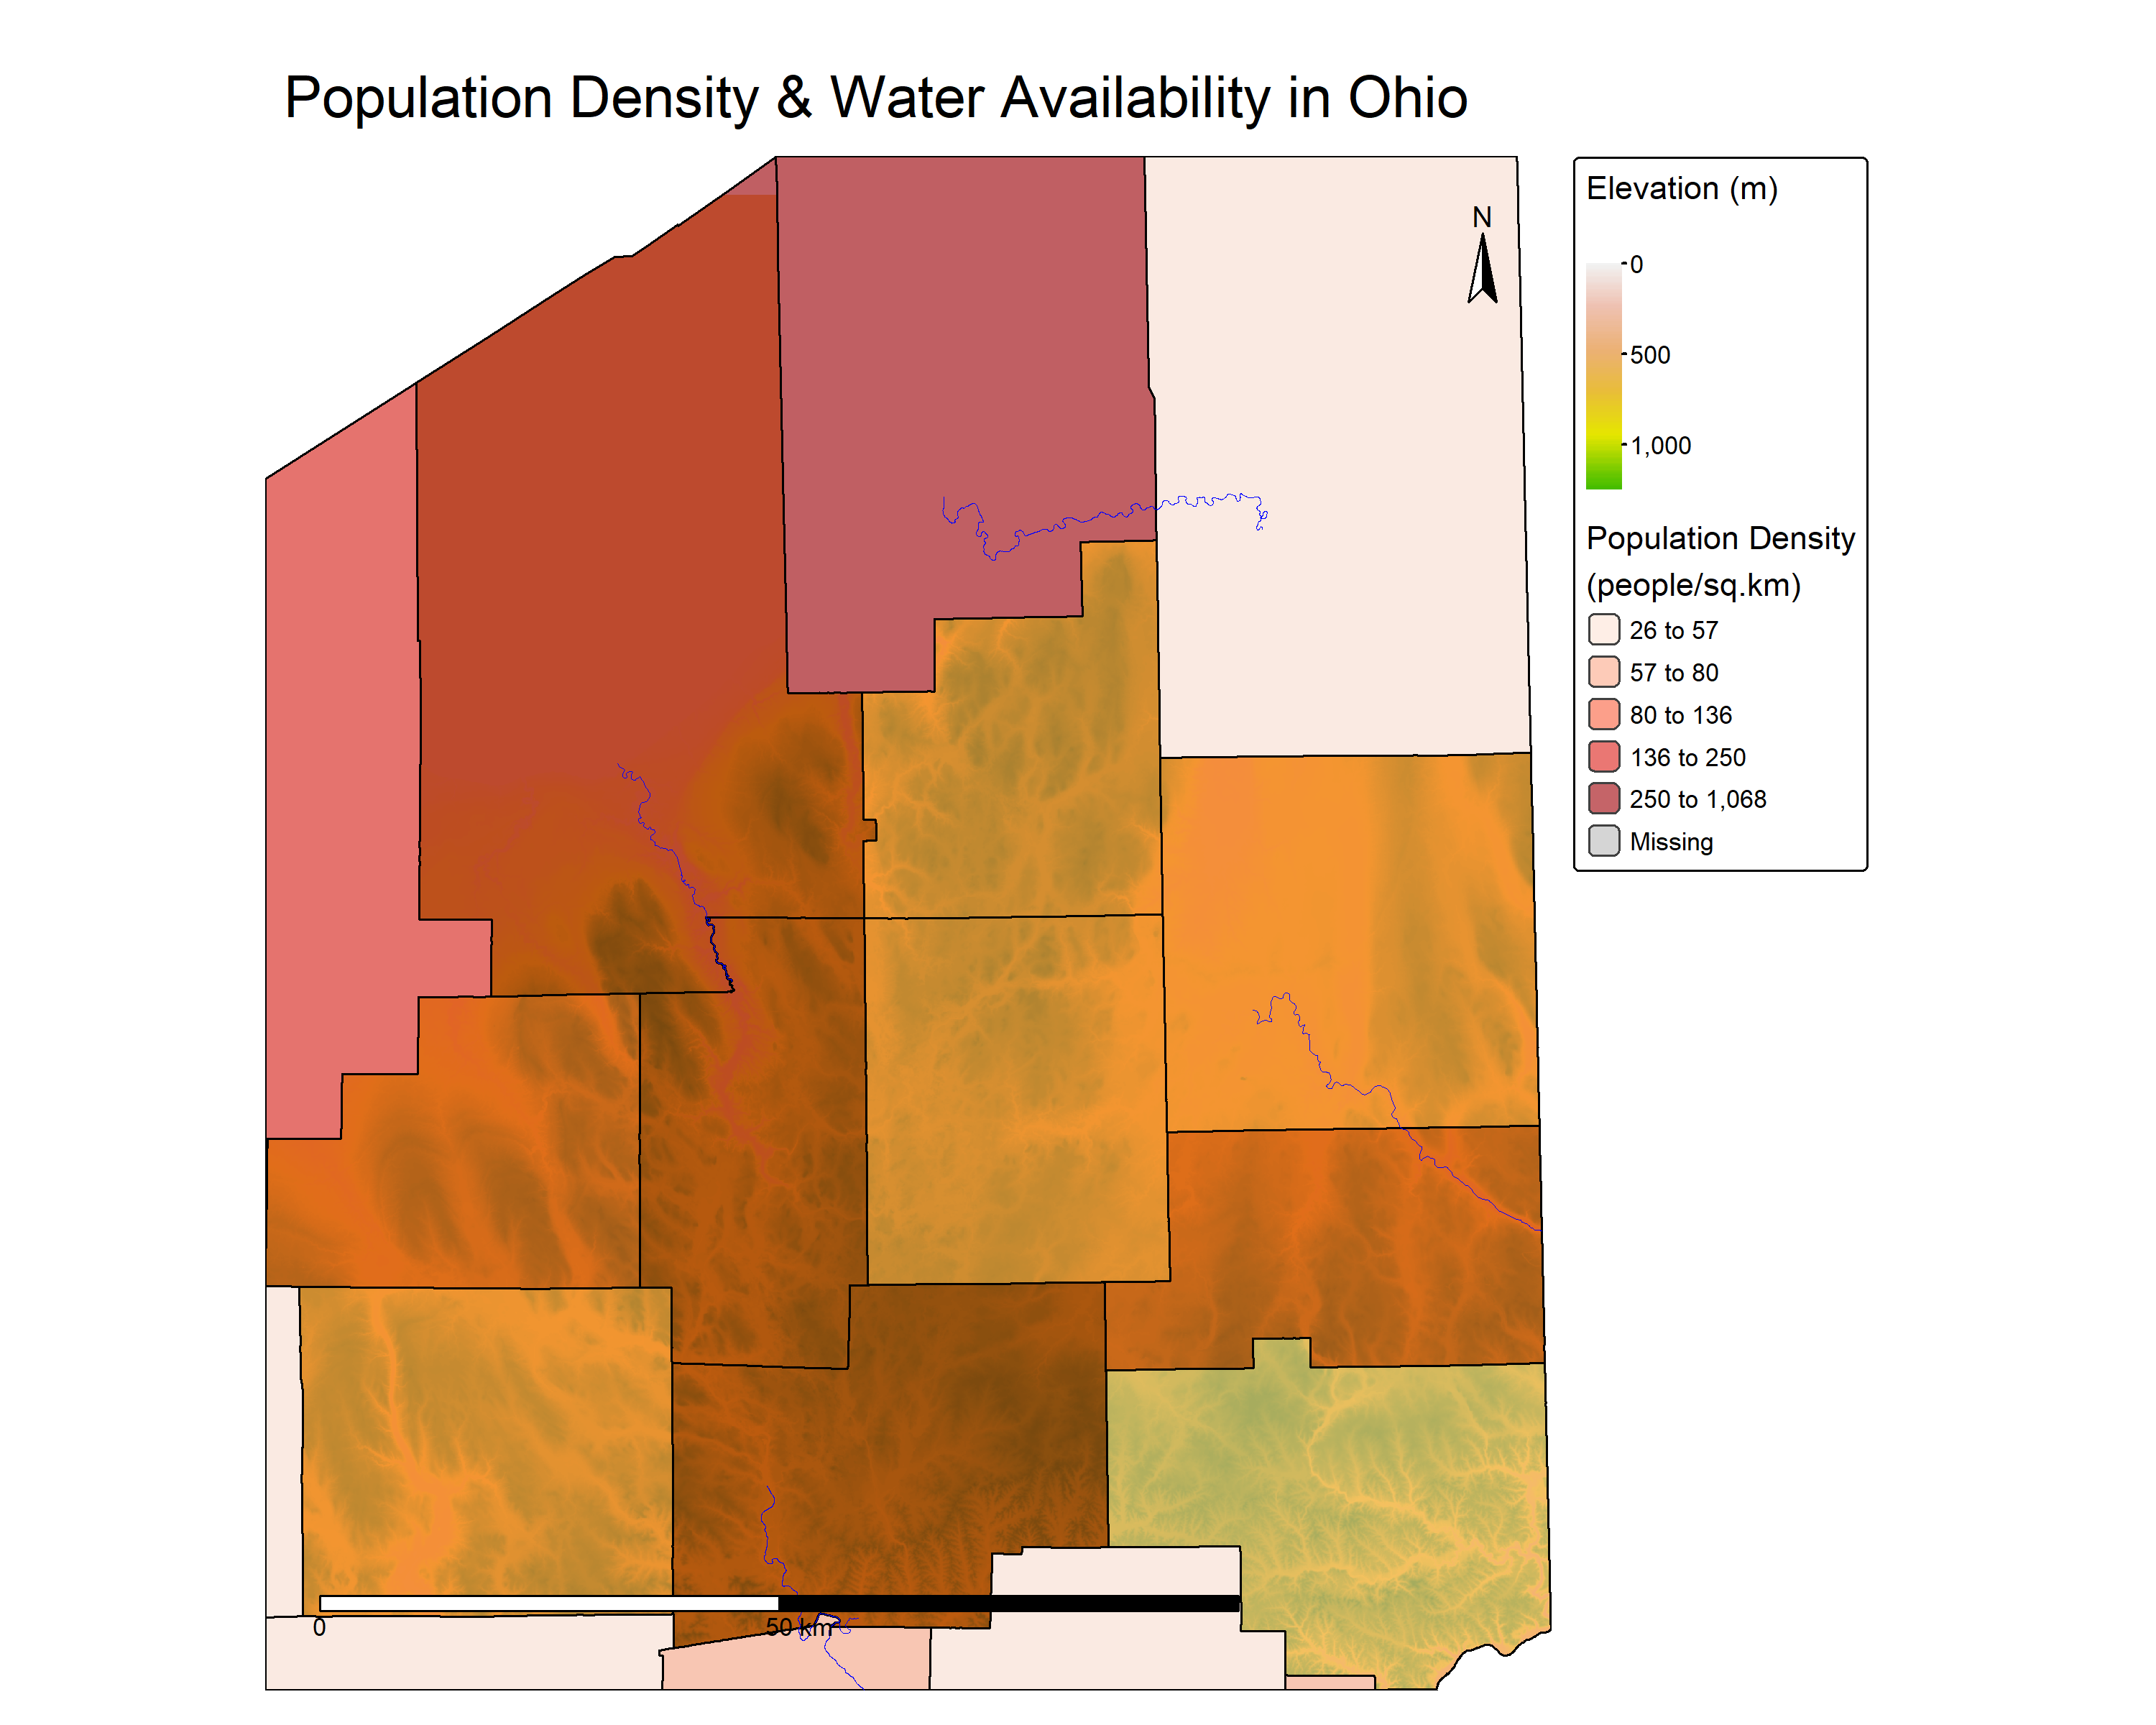 Population Density & Water Availability in Ohio
N
Elevation (m)
0
500
1,000
Population Density
(people/sq.km)
26 to 57
57 to 80
80 to 136
136 to 250
250 to 1,068
Missing
0
50 km